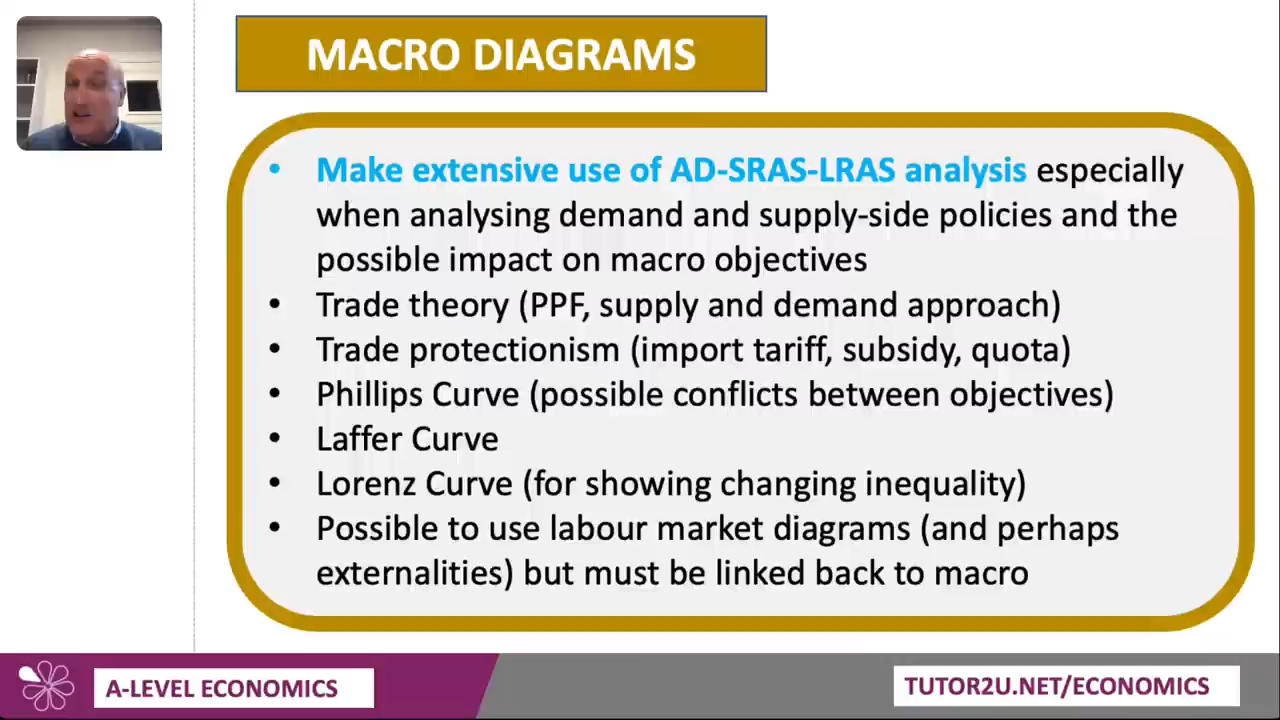 MACRO DIAGRAMS
• Make extensive use of AD-SRAS-LRAS analysis especially
when analysing demand and supply-side policies and the
possible impact on macro objectives
• Trade theory (PPF, supply and demand approach)
• Trade protectionism (import tariff, subsidy, quota)
• Phillips Curve (possible conflicts between objectives)
• Laffer Curve
• Lorenz Curve (for showing changing inequality)
• Possible to use labour market diagrams (and perhaps
externalities) but must be linked back to macro
A-LEVEL ECONOMICS
TUTOR2U.NET/ECONOMICS